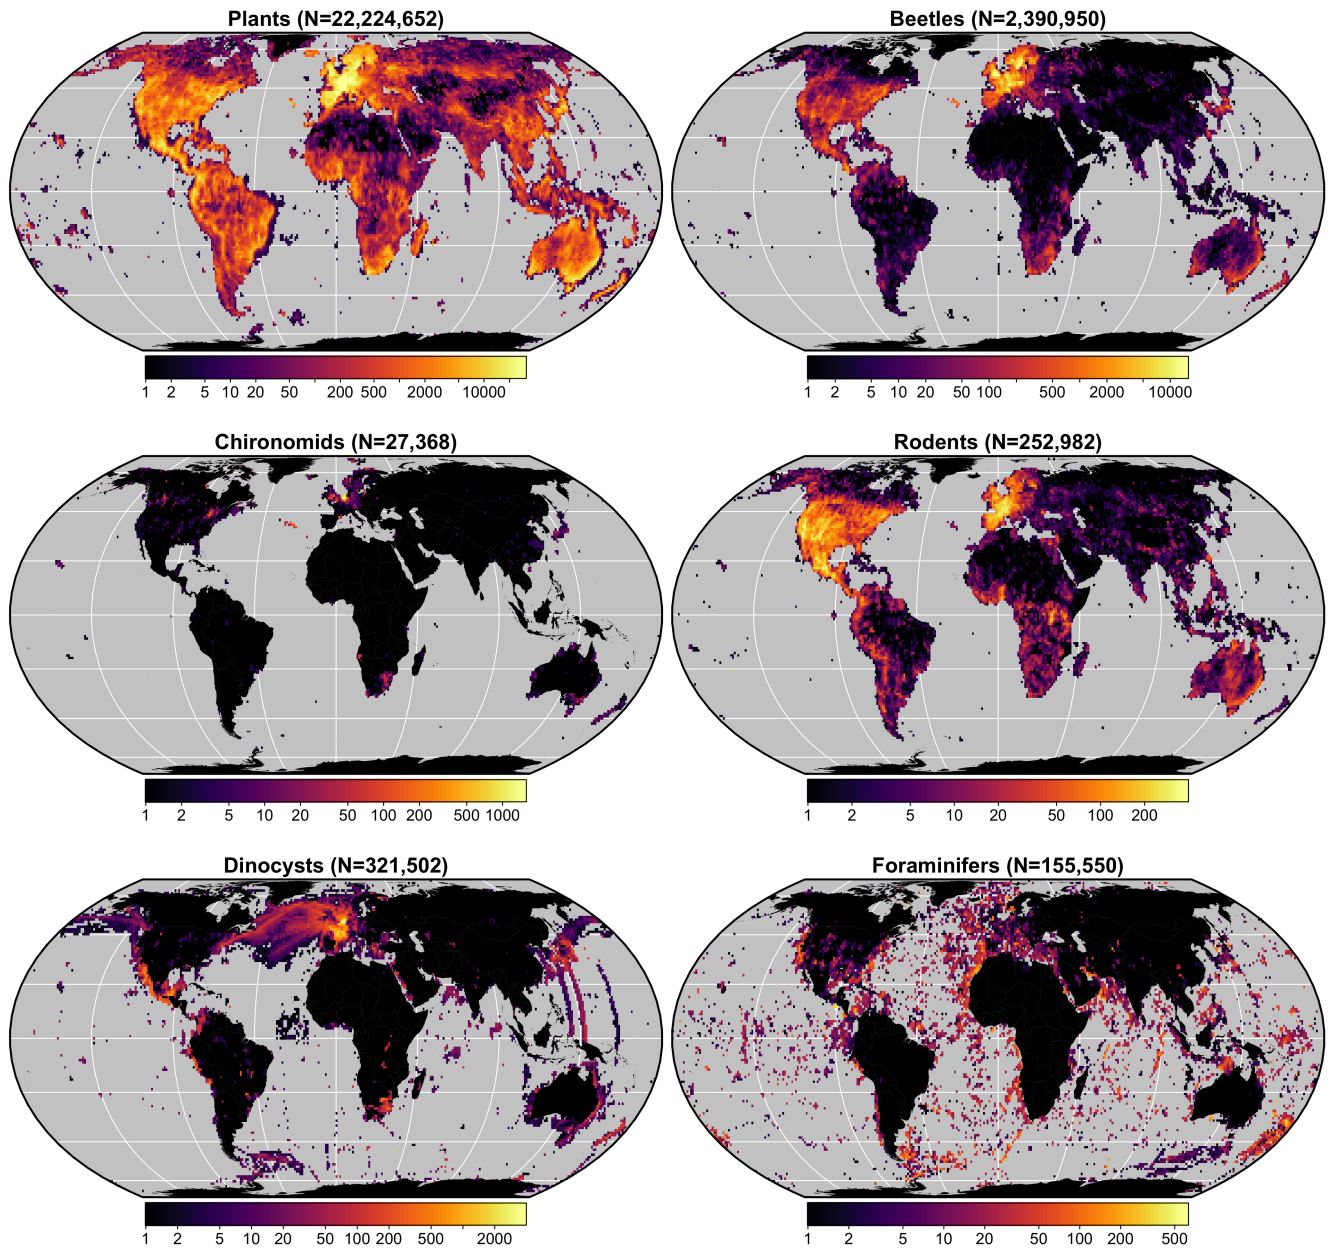 Plants (N=22,224,652)
Beetles (N=2,390,950)
1 2 5 10 20 50 200 500 2000 10000
1 2 5 10 20 50 100 500 2000 10000
Chironomids (N=27,368)
Rodents (N=252,982)
1 2 5 10 20 50 100 200 500 1000
1 2 5 10 20 50 100 200
Dinocysts (N=321,502)
Foraminifers (N=155,550)
1 2 5 10 20 50 100 200 500 2000
1 2 5 10 20 50 100 200 500